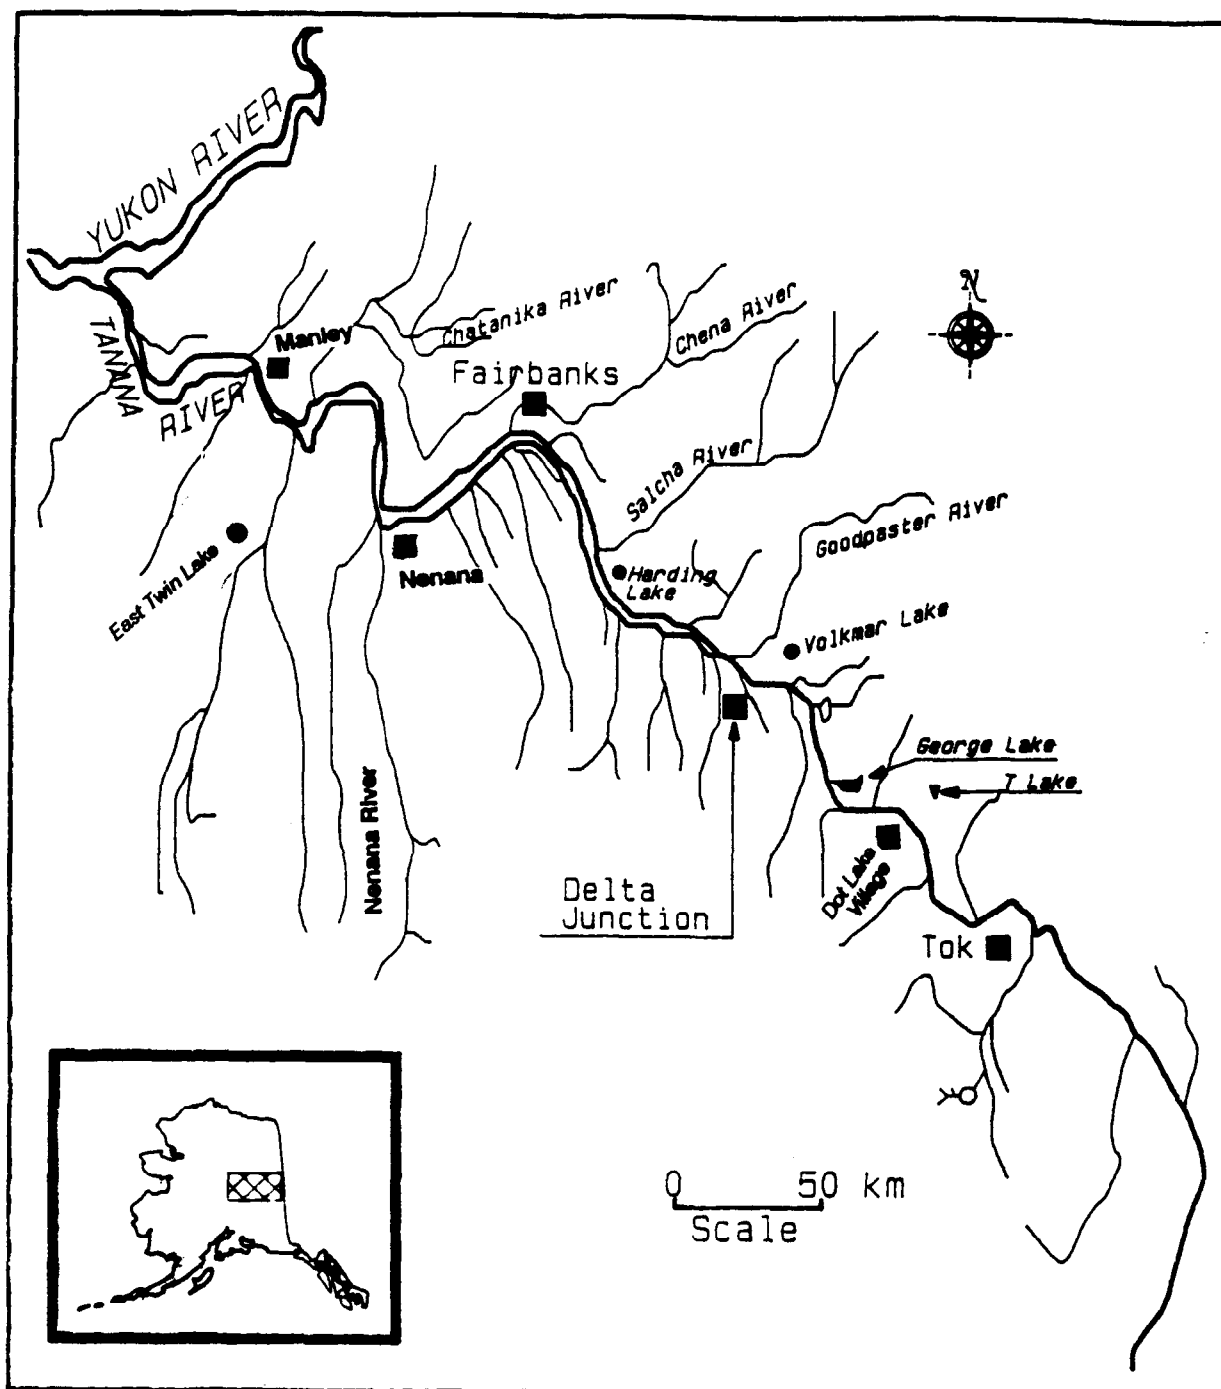 YUKON RIVER
N
TANANA
RIVER
Manley
Chatanika River
Chena River
Fairbanks
Salcha River
Goodpaster River
East Twin Lake
Nenana
Harding
Lake
Volkmar Lake
George Lake
T Lake
Nenana River
Dot Lake
Village
Delta
Junction
Tok
0 50 km
Scale